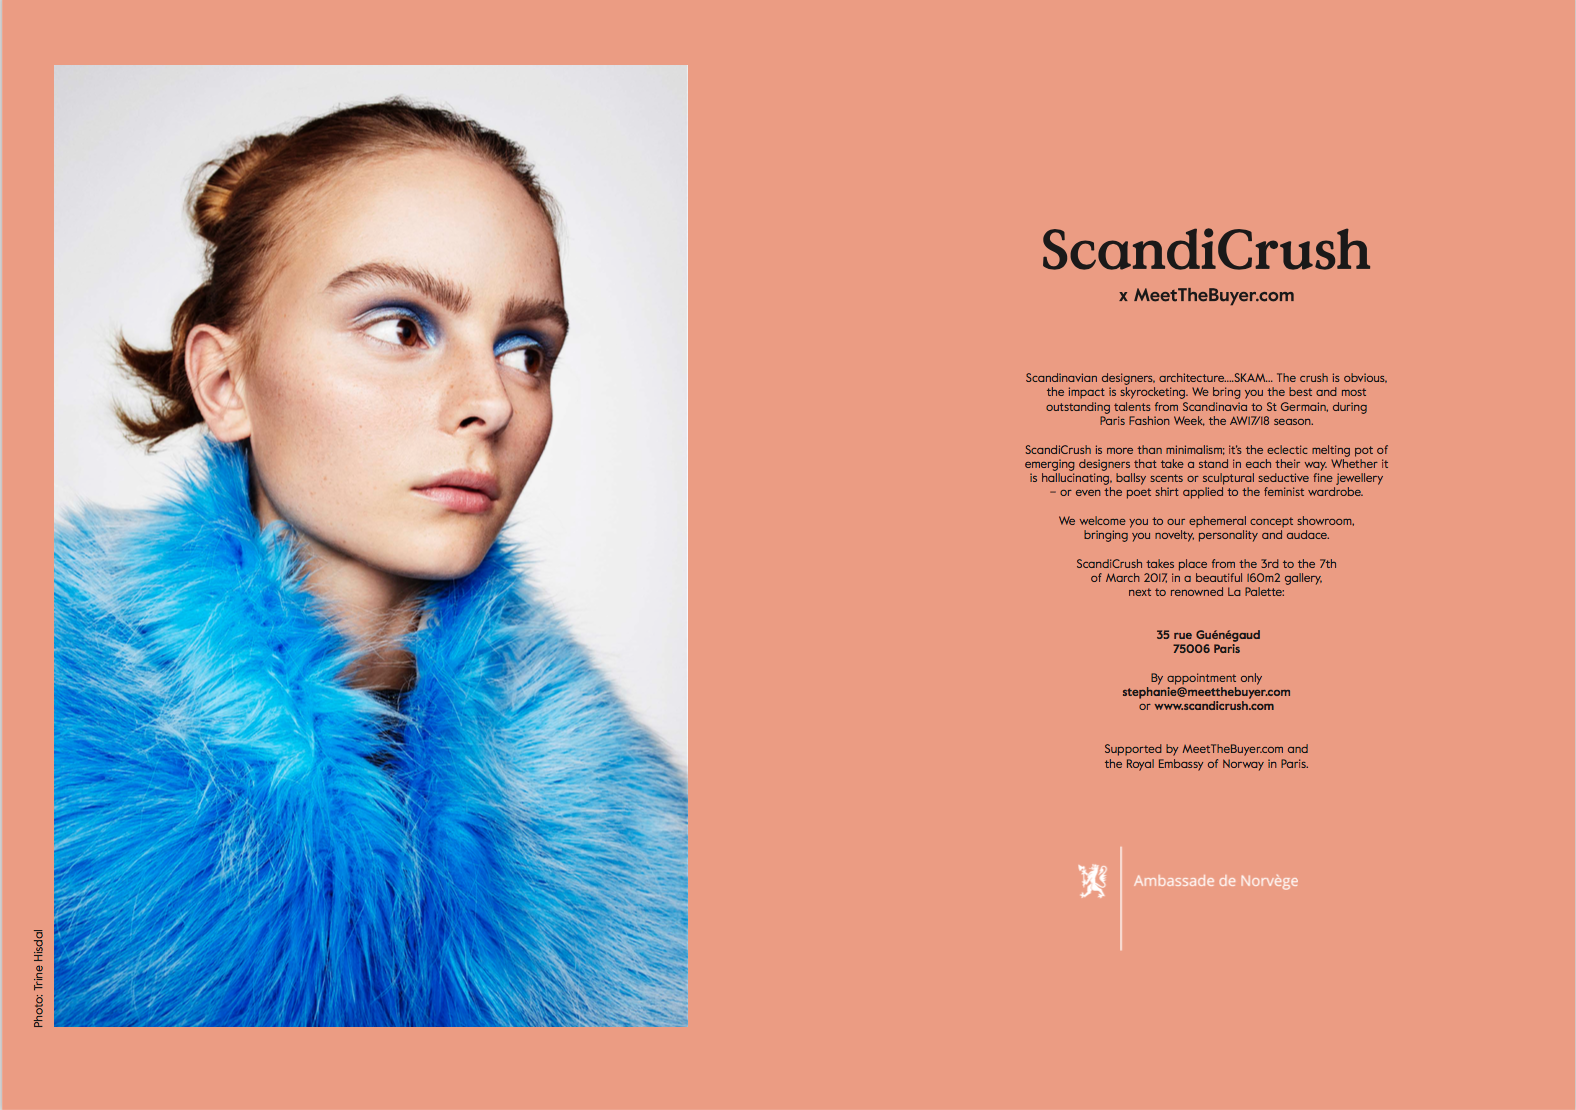 Photo: Trine Hisdal
ScandiCrush
x MeetTheBuyer.com
Scandinavian designers, architecture....SKAM... The crush is obvious,
the impact is skyrocketing. We bring you the best and most
outstanding talents from Scandinavia to St Germain, during
Paris Fashion Week, the AW17/18 season.
ScandiCrush is more than minimalism; it's the eclectic melting pot of
emerging designers that take a stand in each their way. Whether it
is hallucinating, ballsy scents or sculptural seductive fine jewellery
– or even the poet shirt applied to the feminist wardrobe.
We welcome you to our ephemeral concept showroom,
bringing you novelty, personality and audace.
ScandiCrush takes place from the 3rd to the 7th
of March 2017, in a beautiful 160m2 gallery,
next to renowned La Palette:
35 rue Guénégaud
75006 Paris
By appointment only
stephanie@meetthebuyer.com
or www.scandicrush.com
Supported by MeetTheBuyer.com and
the Royal Embassy of Norway in Paris.
Ambassade de Norvège